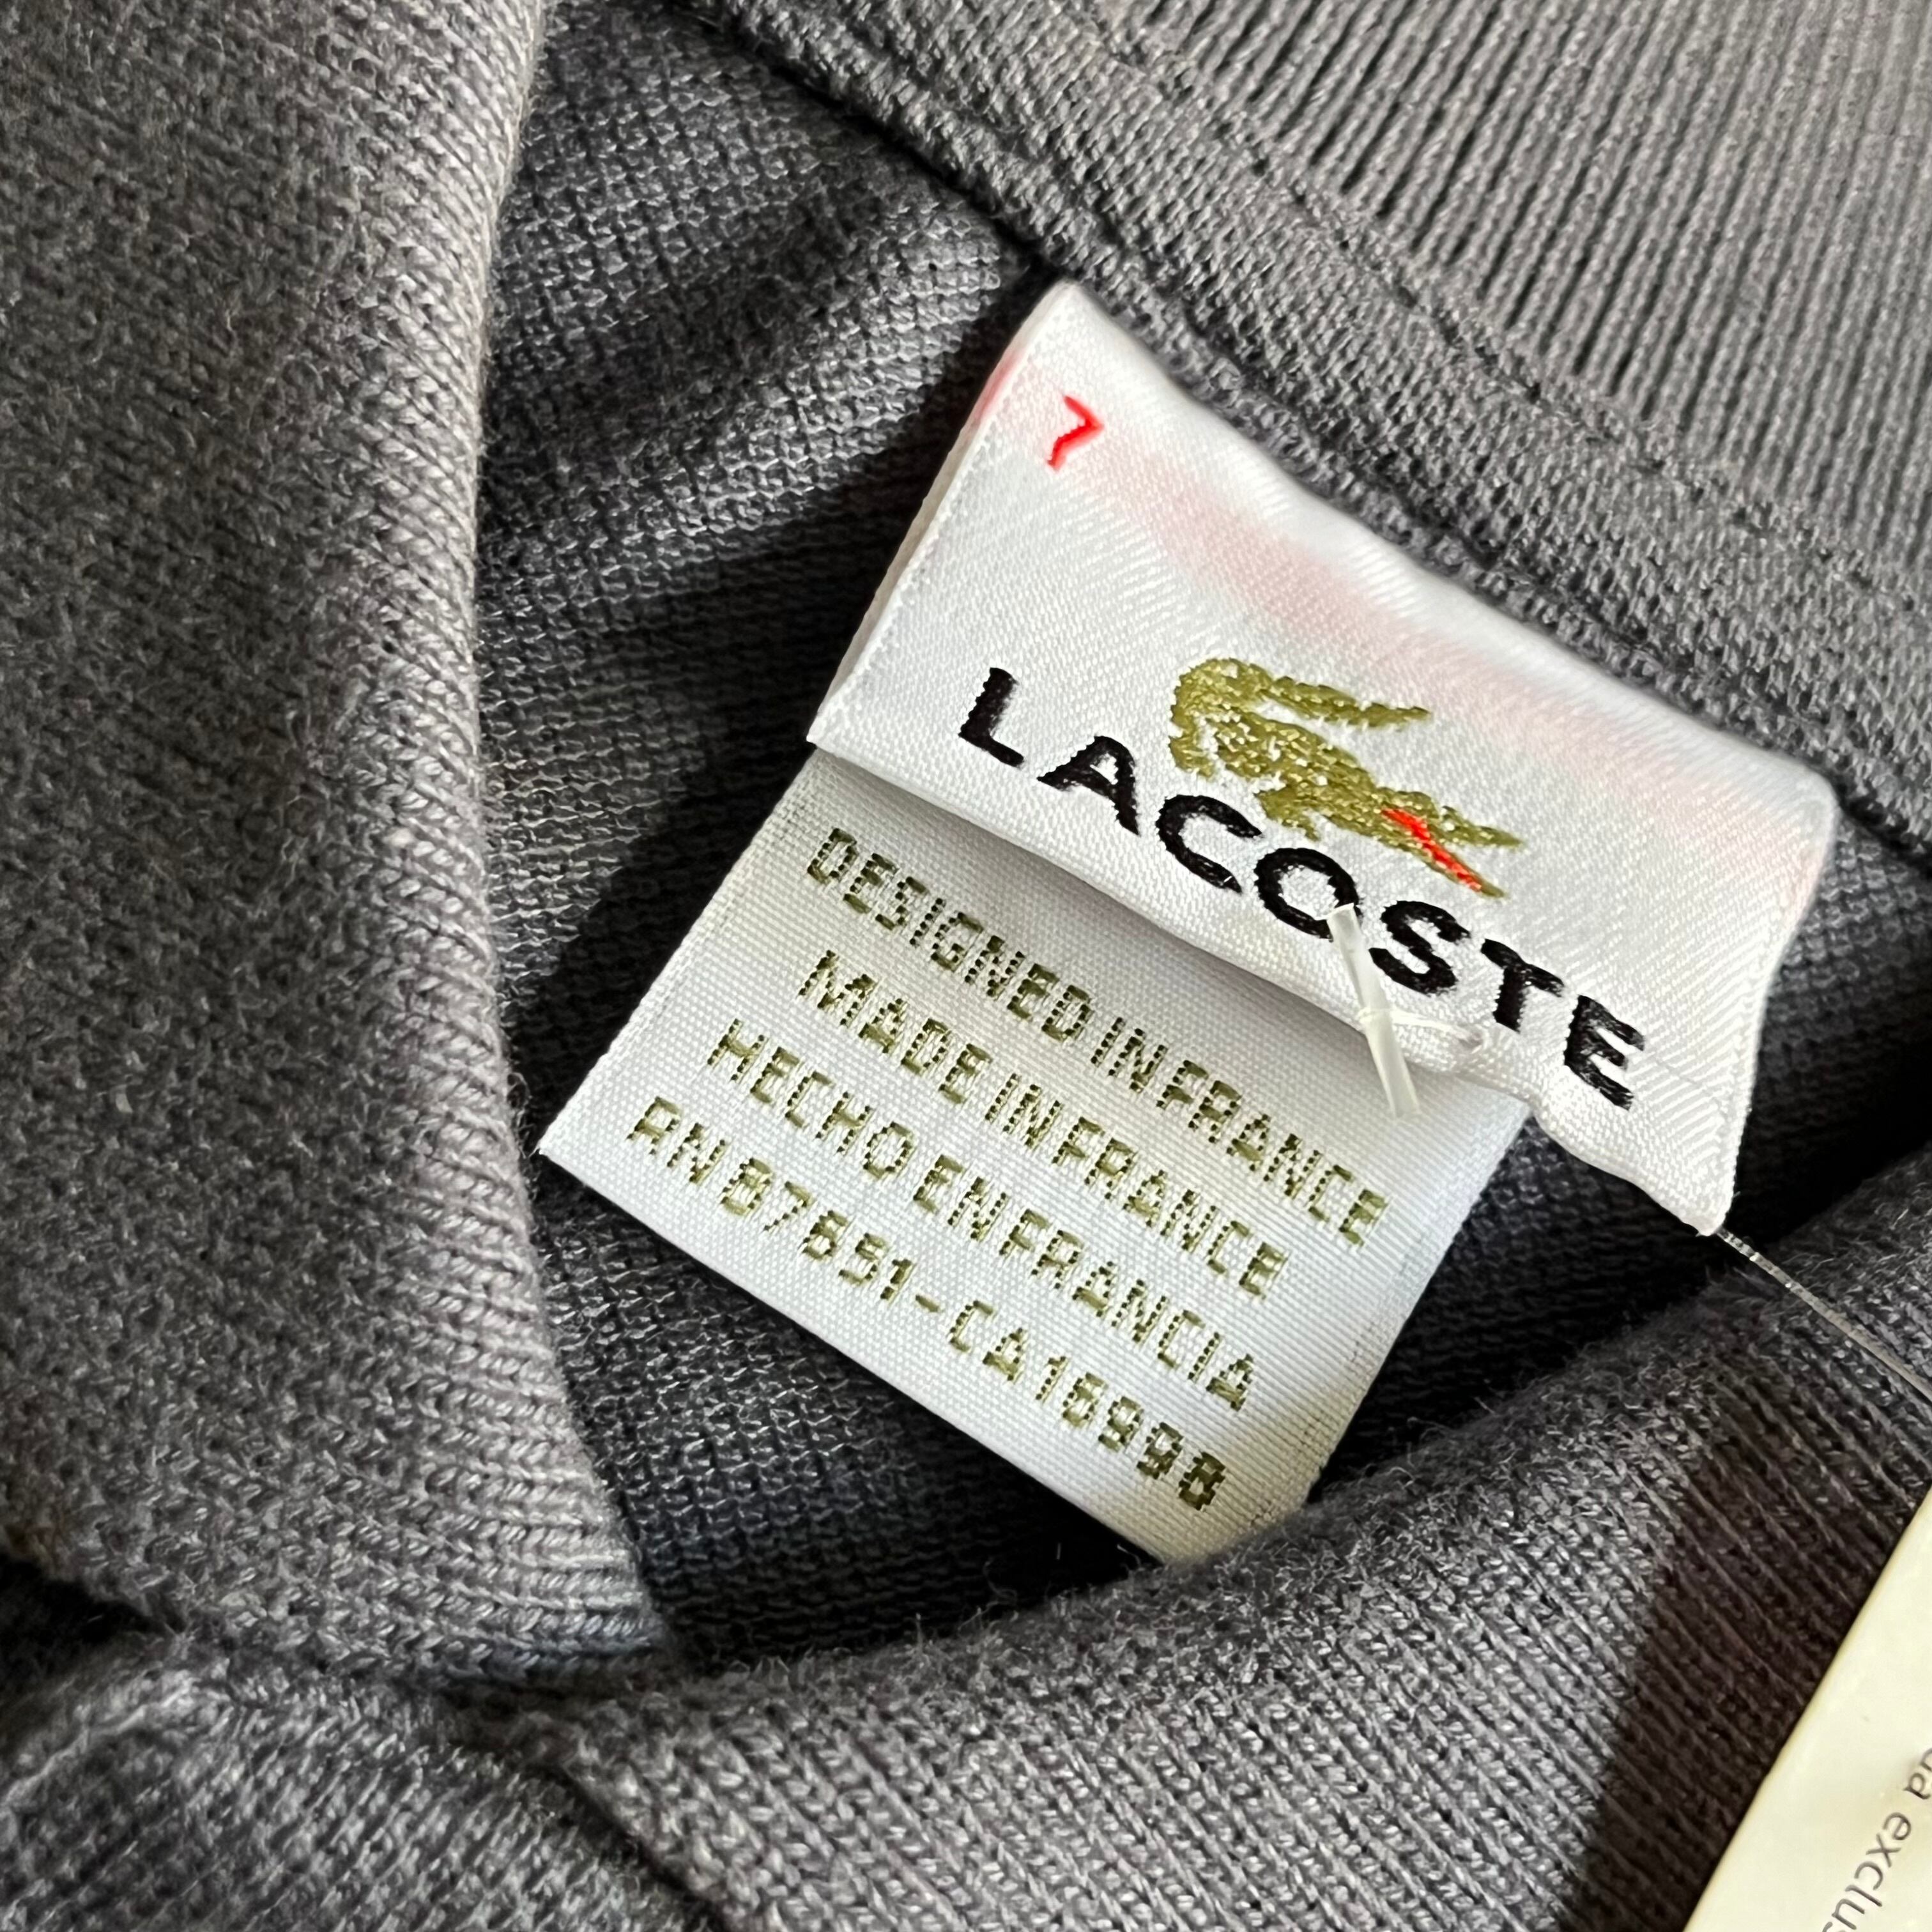 7
LACOSTE
DESIGNED IN FRANCE
MADE IN FRANCE
HECHO EN FRANCIA
RN 87651-CA16998